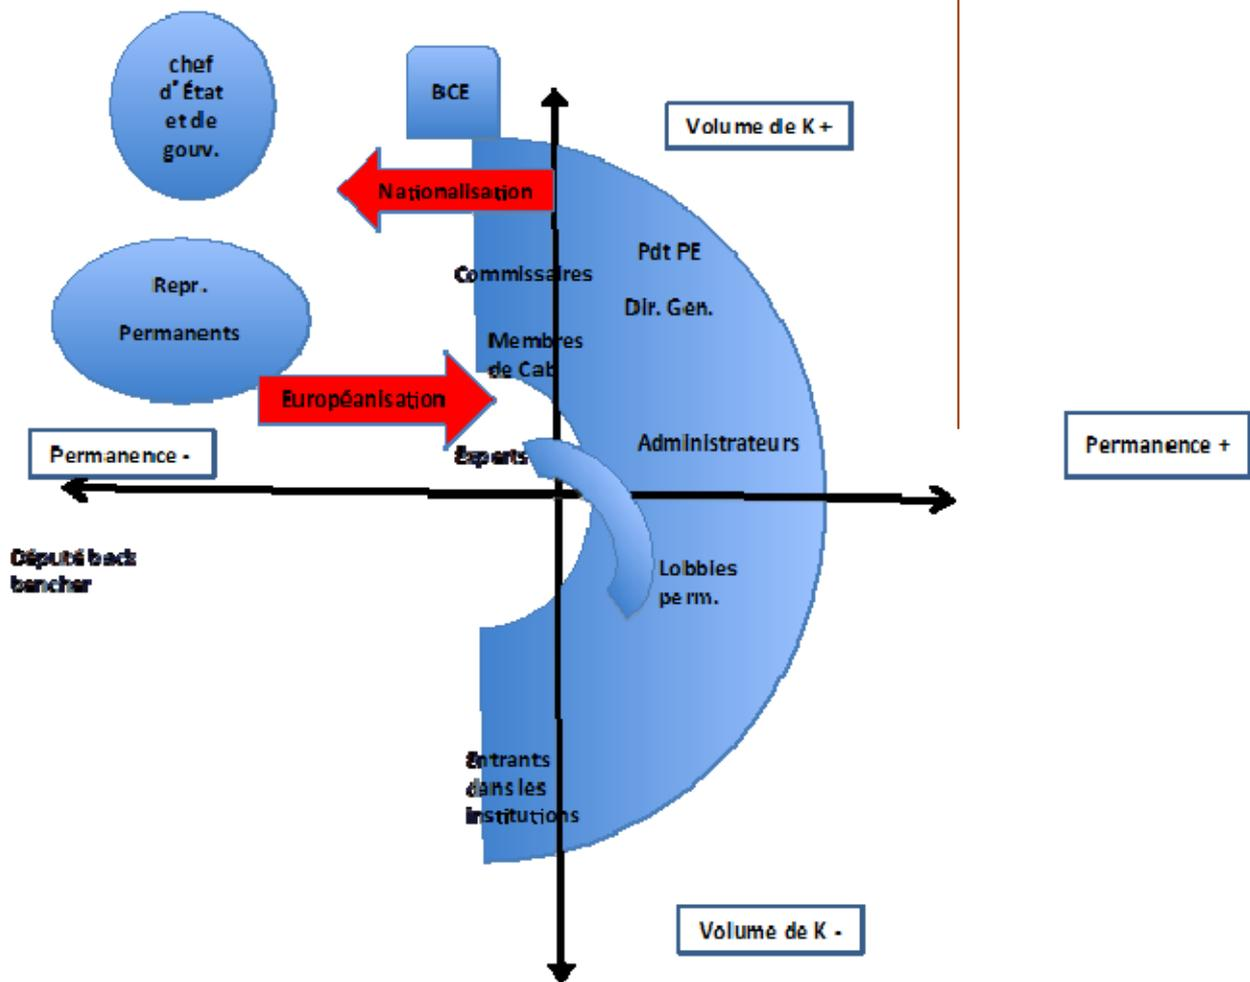 chef
d'État
et de
gouv.
BCE
Volume de K +
Nationalisation
Pdt PE
Commissaires
Repr.
Dir. Gen.
Permanents
Membres
de Cab
Européanisation
Permanence -
Experts
Administrateurs
Permanence +
Député back
bencher
Lobbies
perm.
Entrants
dans les
institutions
Volume de K -